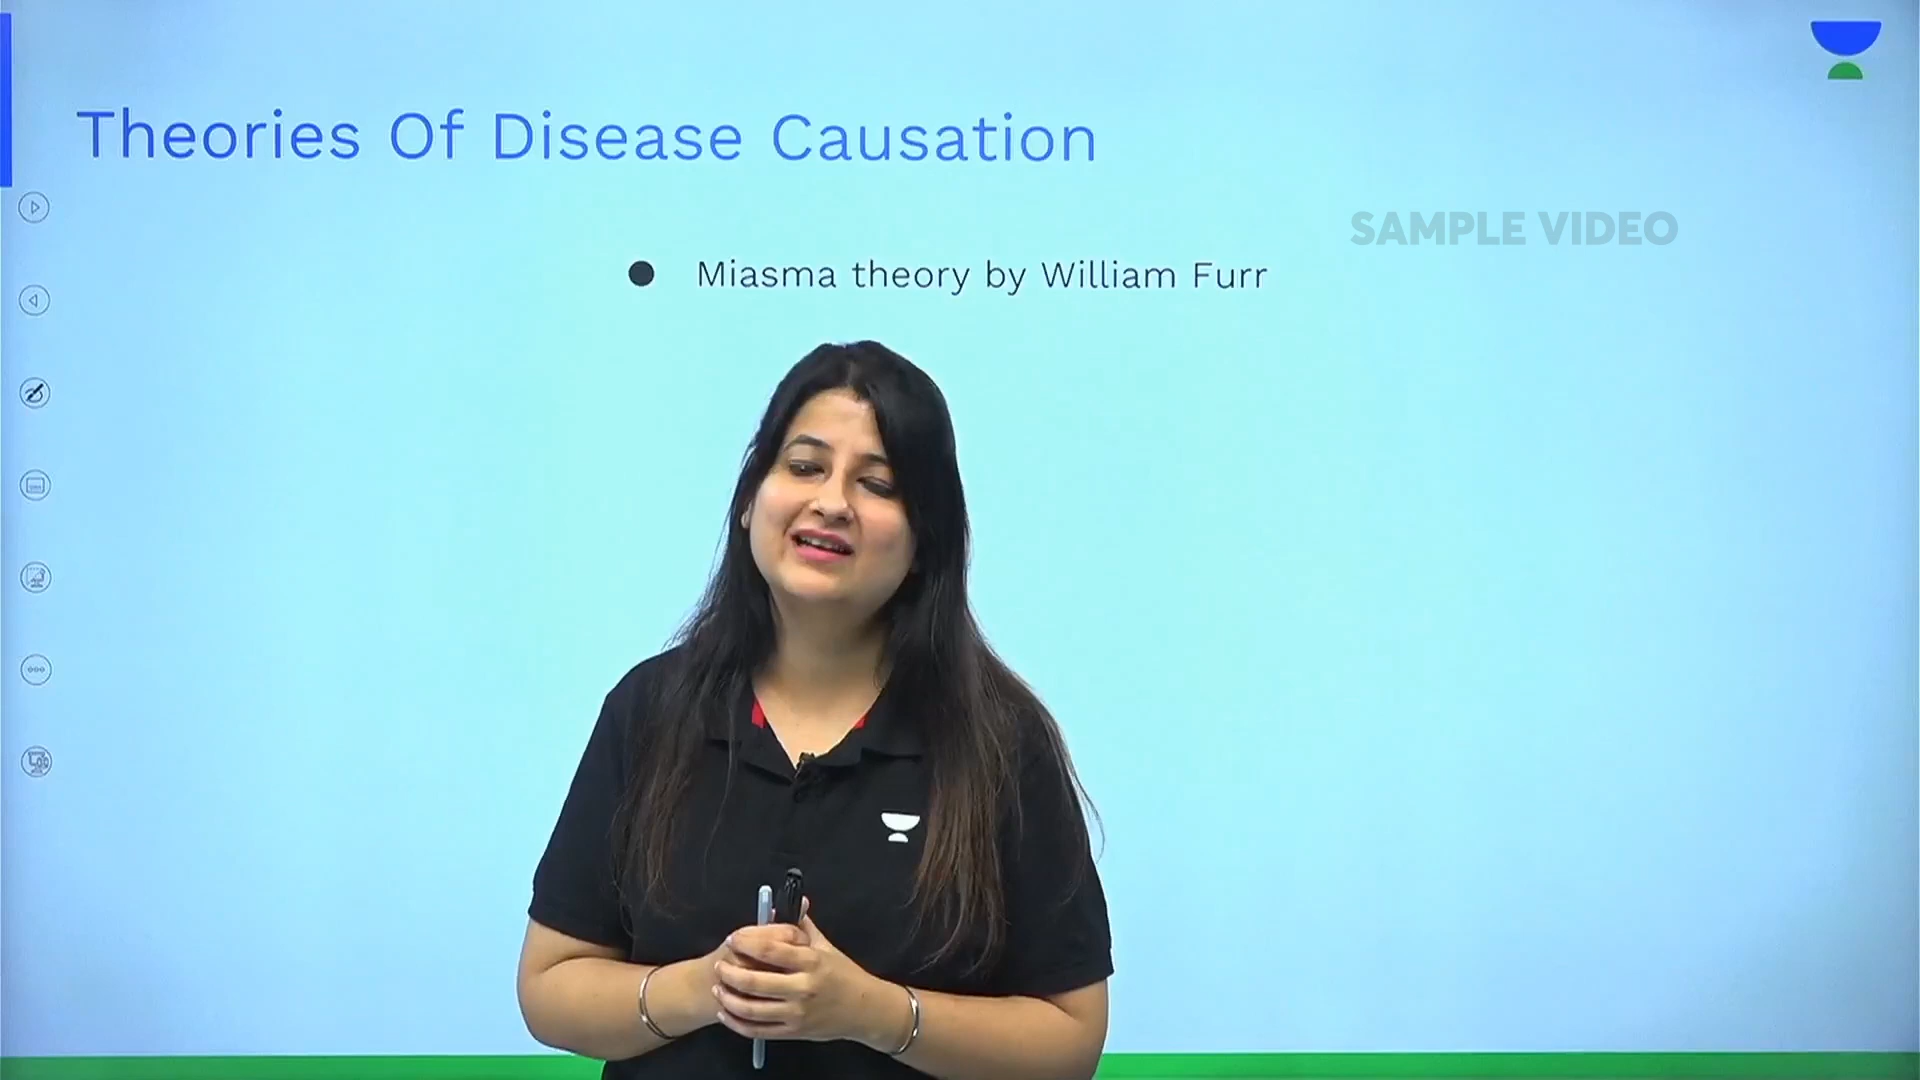 Theories Of Disease Causation
SAMPLE VIDEO
Miasma theory by William Furr